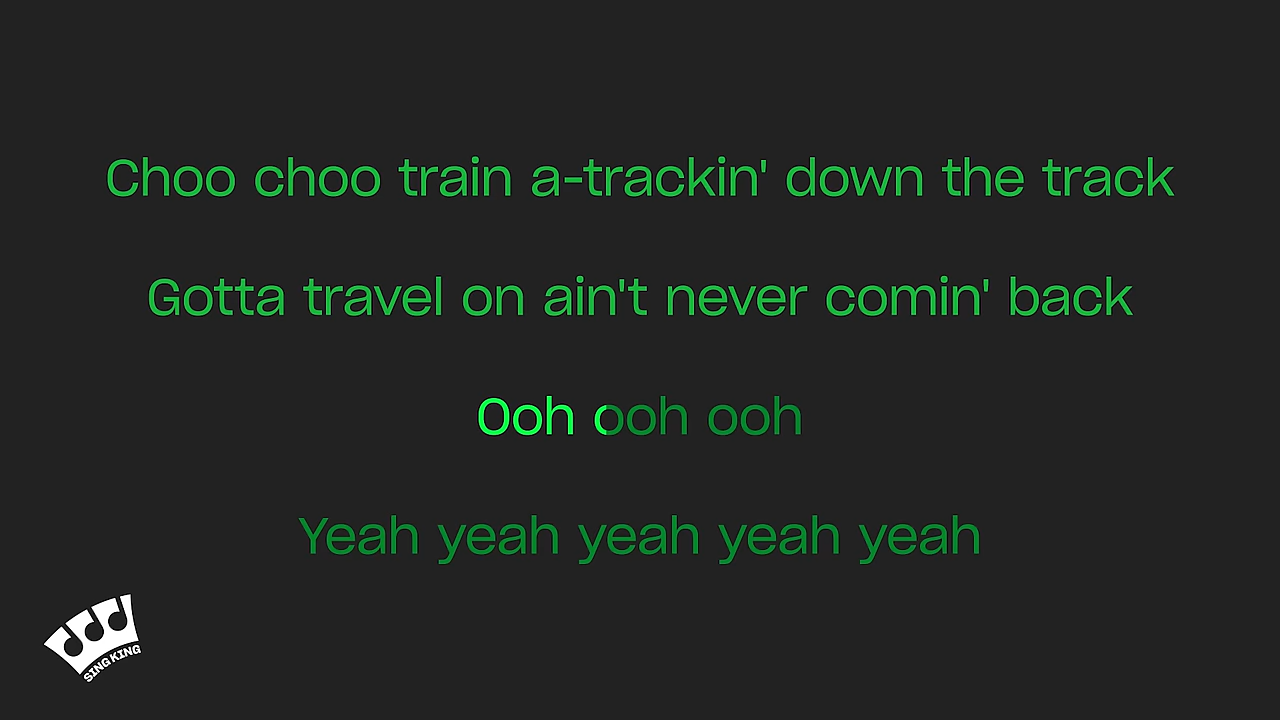 Choo choo train a-trackin' down the track
Gotta travel on ain't never comin' back
Ooh ooh ooh
Yeah yeah yeah yeah yeah
SING KING